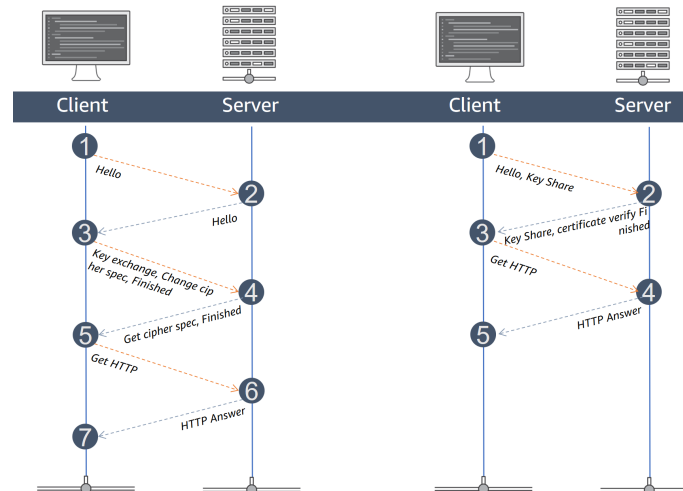 Client
Server
Client
Server
1
Hello
2
Hello
3
Key exchange, Change cip
her spec, Finished
4
Get cipher spec, Finished
5
Get HTTP
6
HTTP Answer
7
1
Hello, Key Share
2
Key Share, certificate verify Fi
nished
3
Get HTTP
4
HTTP Answer
5